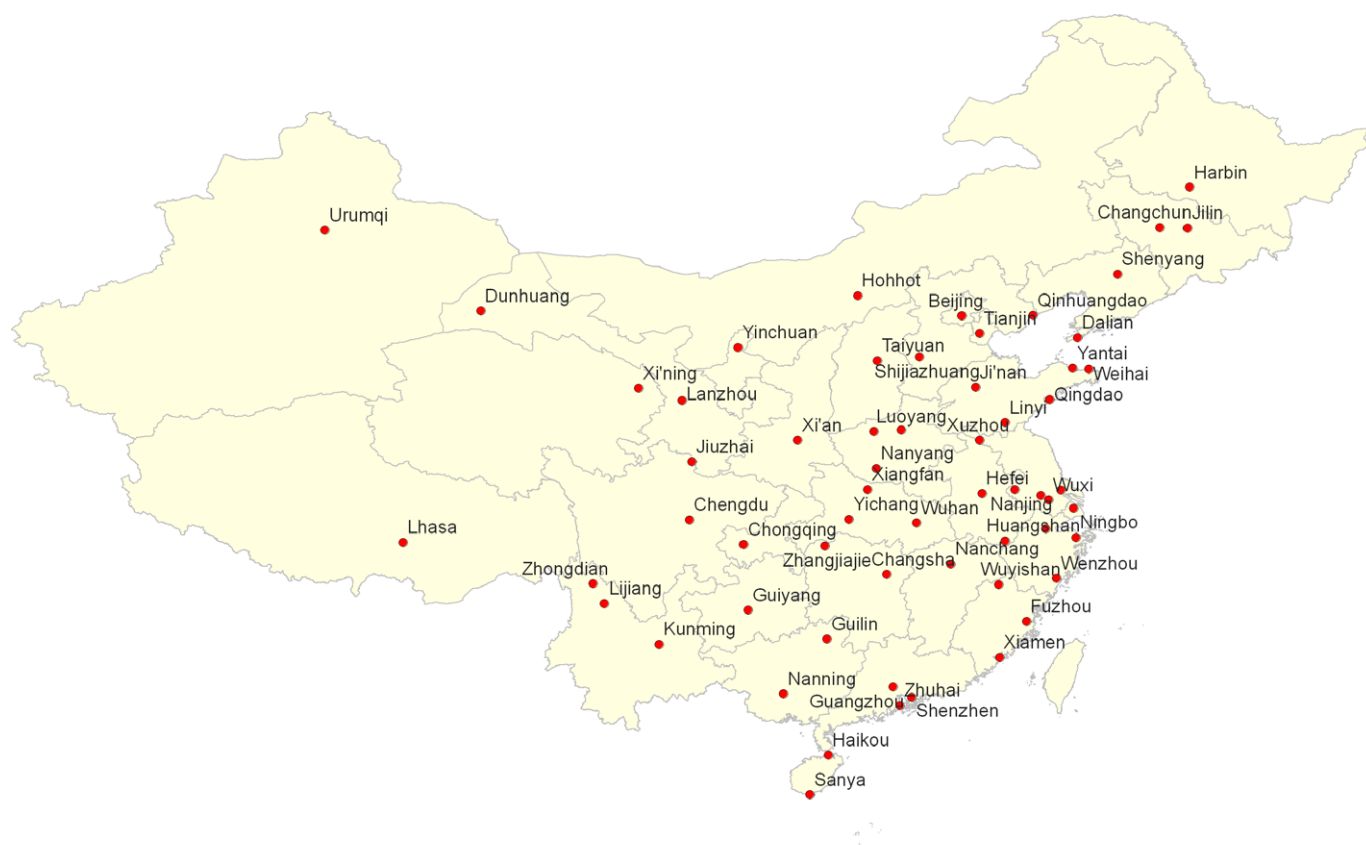 Harbin
Changchun
Jilin
Urumqi
Shenyang
Hohhot
Dunhuang
Beijing
Qinhuangdao
Tianjin
Dalian
Yinchuan
Taiyuan
Yantai
Shijiazhuang
Ji'nan
Weihai
Xi'ning
Lanzhou
Qingdao
Linyi
Xi'an
Luoyang
Xuzhou
Jiuzhai
Nanyang
Xiangfan
Hefei
Wuxi
Chengdu
Yichang
Wuhan
Nanjing
Lhasa
Chongqing
Huangshan
Ningbo
Zhangjiajie
Changsha
Nanchang
Zhongdian
Wuyishan
Wenzhou
Lijiang
Guiyang
Fuzhou
Kunming
Guilin
Xiamen
Nanning
Zhuhai
Guangzhou
Shenzhen
Haikou
Sanya